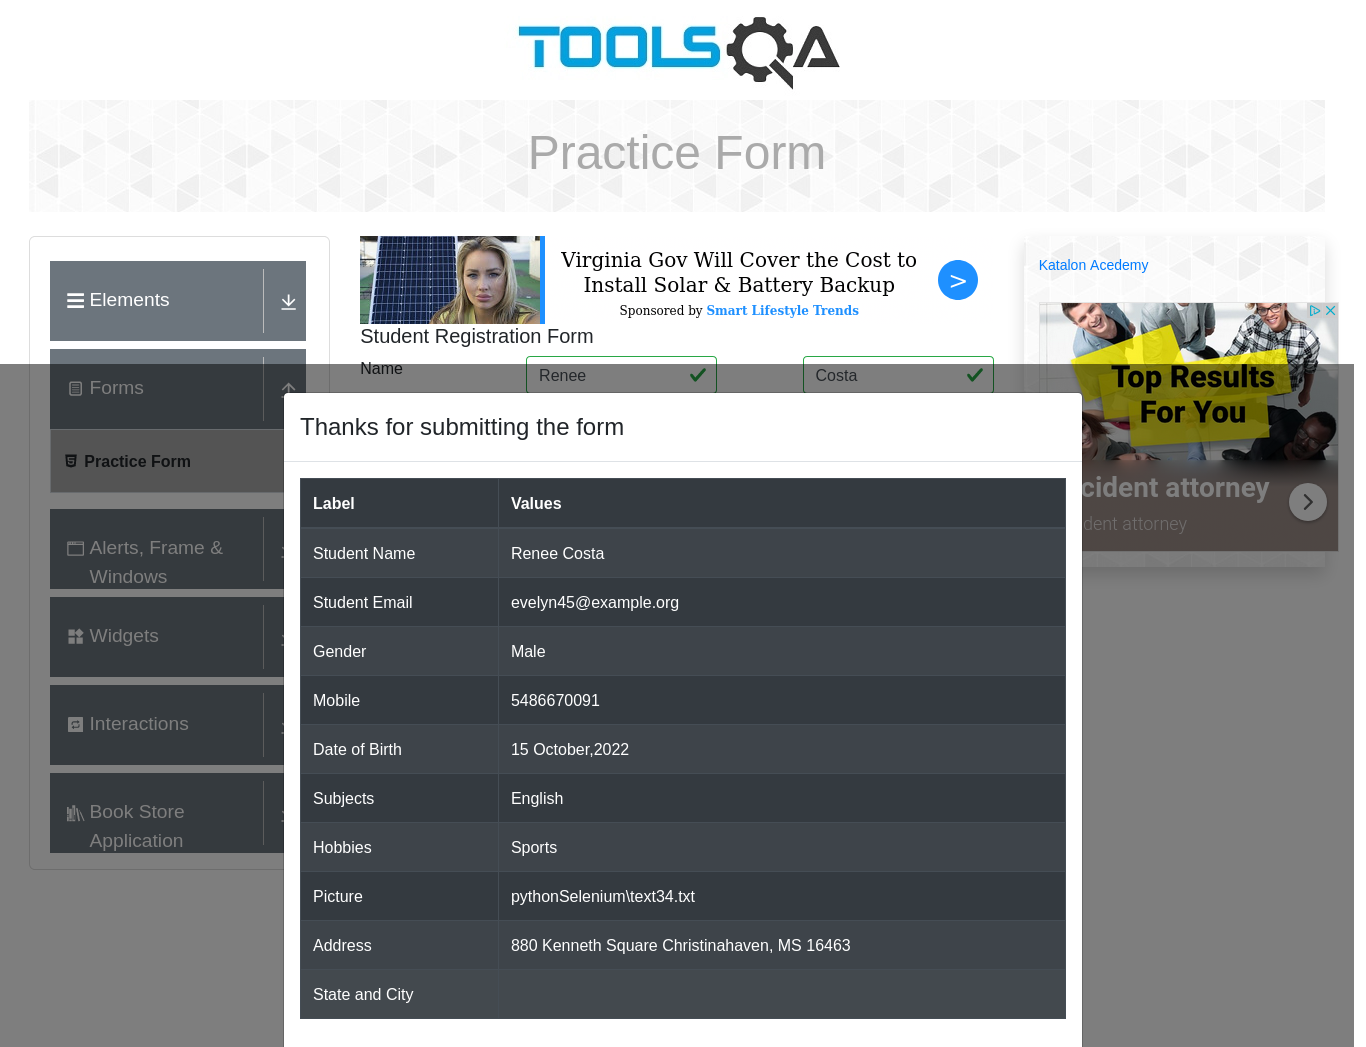 TOOLSQA
Practice Form
Elements
Forms
Practice Form
Alerts, Frame &
Windows
Widgets
Interactions
Book Store
Application
Virginia Gov Will Cover the Cost to
Install Solar & Battery Backup
Sponsored by Smart Lifestyle Trends
>
Student Registration Form
Name
Renee
Costa
Katalon Acedemy
Top Results
For You
cident attorney
dent attorney
Thanks for submitting the form
Label Values
Student Name Renee Costa
Student Email evelyn45@example.org
Gender Male
Mobile 5486670091
Date of Birth 15 October,2022
Subjects English
Hobbies Sports
Picture pythonSelenium\text34.txt
Address 880 Kenneth Square Christinahaven, MS 16463
State and City